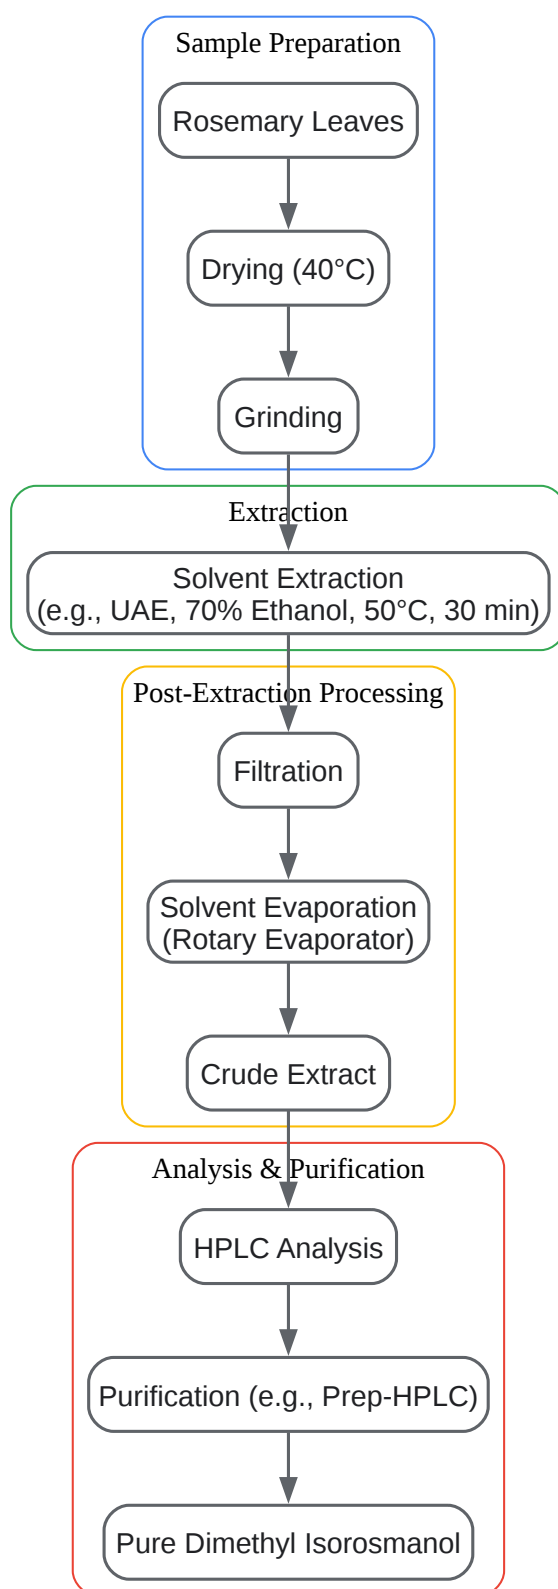 Sample Preparation
Rosemary Leaves
Drying (40°C)
Grinding
Extraction
Solvent Extraction
(e.g., UAE, 70% Ethanol, 50°C, 30 min)
Post-Extraction Processing
Filtration
Solvent Evaporation
(Rotary Evaporator)
Crude Extract
Analysis & Purification
HPLC Analysis
Purification (e.g., Prep-HPLC)
Pure Dimethyl Isorosmanol